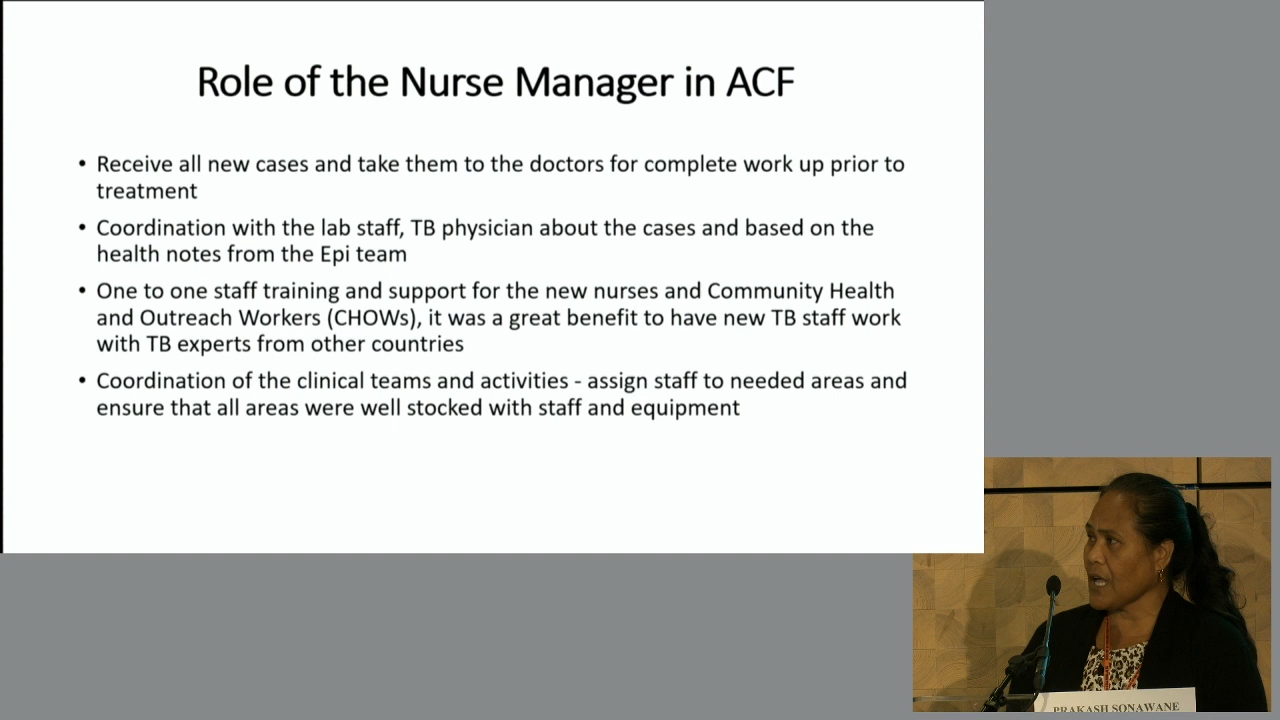 Role of the Nurse Manager in ACF
• Receive all new cases and take them to the doctors for complete work up prior to
treatment
• Coordination with the lab staff, TB physician about the cases and based on the
health notes from the Epi team
• One to one staff training and support for the new nurses and Community Health
and Outreach Workers (CHOWs), it was a great benefit to have new TB staff work
with TB experts from other countries
• Coordination of the clinical teams and activities - assign staff to needed areas and
ensure that all areas were well stocked with staff and equipment
PRAKASH SONAWANE